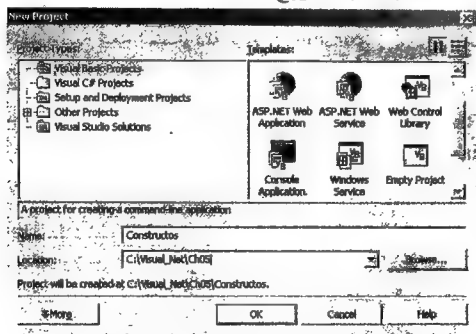 New Project
Project Types:
Templates:
Visual Basic Projects
Visual C# Projects
Setup and Deployment Projects
Other Projects
Visual Studio Solutions
ASP.NET Web Application
ASP.NET Web Service
Web Control Library
Console Application
Windows Service
Empty Project
A project for creating a command-line application
Name:
Constructos
Location:
C:\Visual_Net\Ch05
Browse...
Project will be created at C:\Visual_Net\Ch05\Constructos.
More
OK
Cancel
Help